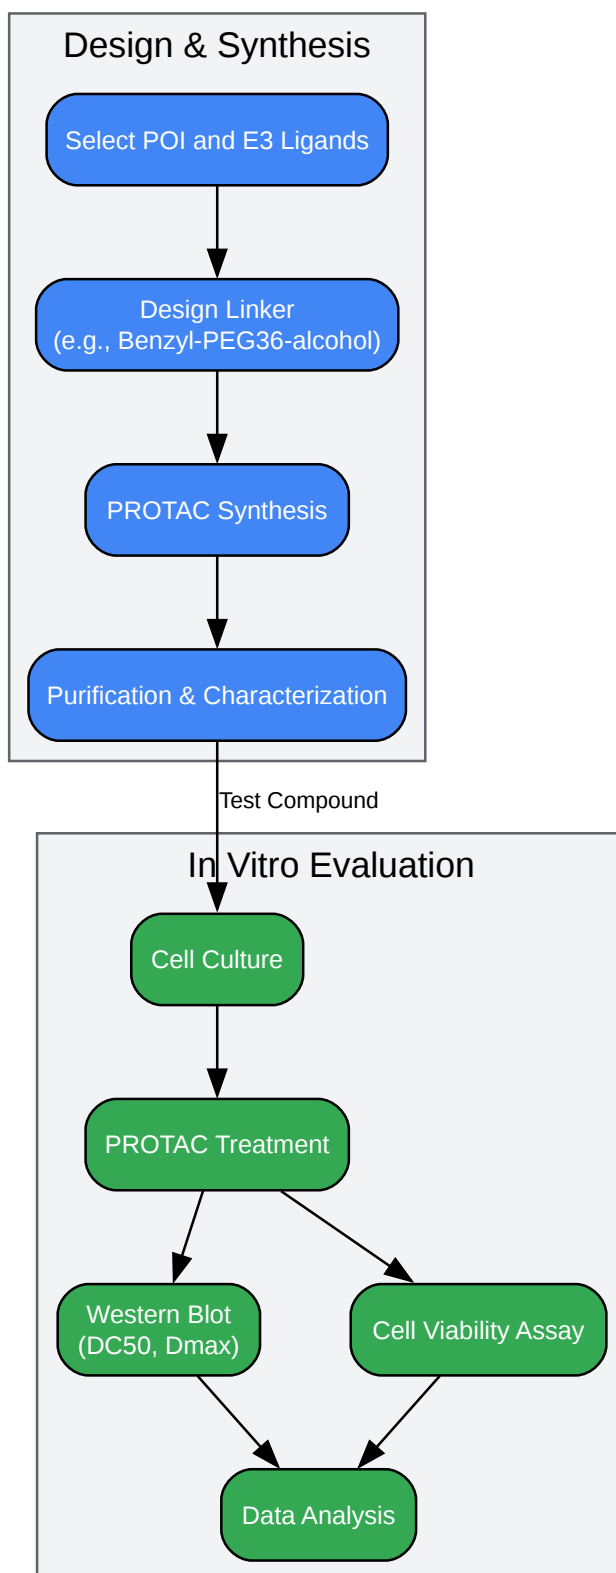 Design & Synthesis
Select POI and E3 Ligands
Design Linker
(e.g., Benzyl-PEG36-alcohol)
PROTAC Synthesis
Purification & Characterization
Test Compound
In Vitro Evaluation
Cell Culture
PROTAC Treatment
Western Blot
(DC50, Dmax)
Cell Viability Assay
Data Analysis